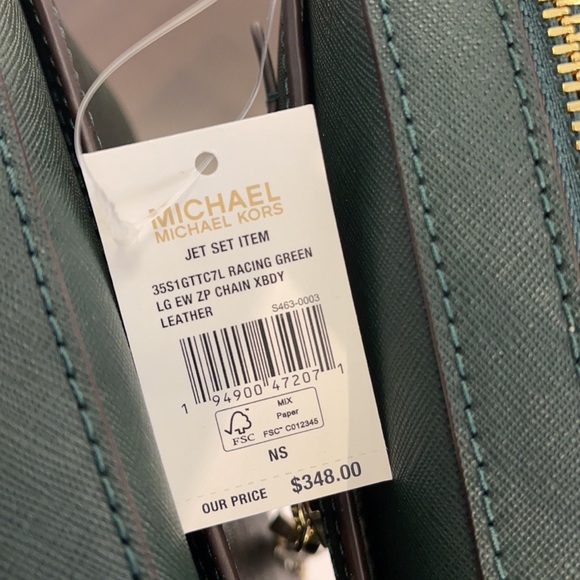 MICHAEL
MICHAEL KORS
JET SET ITEM
35S1GTTC7L RACING GREEN
LG EW ZP CHAIN XBDY
LEATHER
S463-0003
1 94900 47207 1
FSC
MIX
Paper
FSC™ C012345
NS
OUR PRICE $348.00